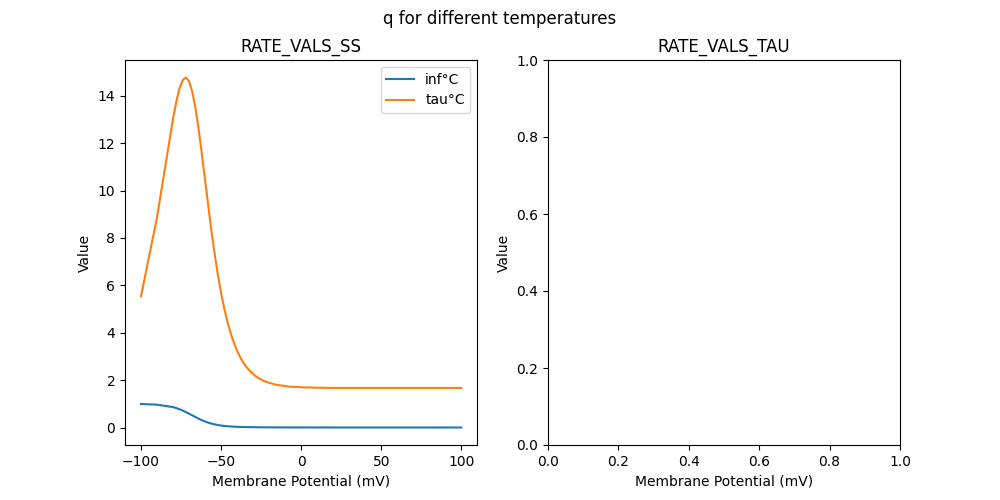 q for different temperatures
RATE_VALS_SS
inf°C
tau°C
Value
14
12
10
8
6
4
2
0
−100
−50
0
50
100
Membrane Potential (mV)
RATE_VALS_TAU
Value
1.0
0.8
0.6
0.4
0.2
0.0
0.0
0.2
0.4
0.6
0.8
1.0
Membrane Potential (mV)